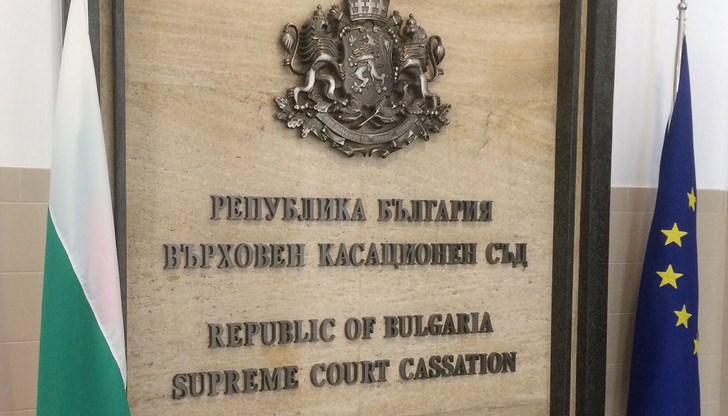 РЕПУБЛИКА БЪЛГАРИЯ
ВЪРХОВЕН КАСАЦИОНЕН СЪД
REPUBLIC OF BULGARIA
SUPREME COURT CASSATION